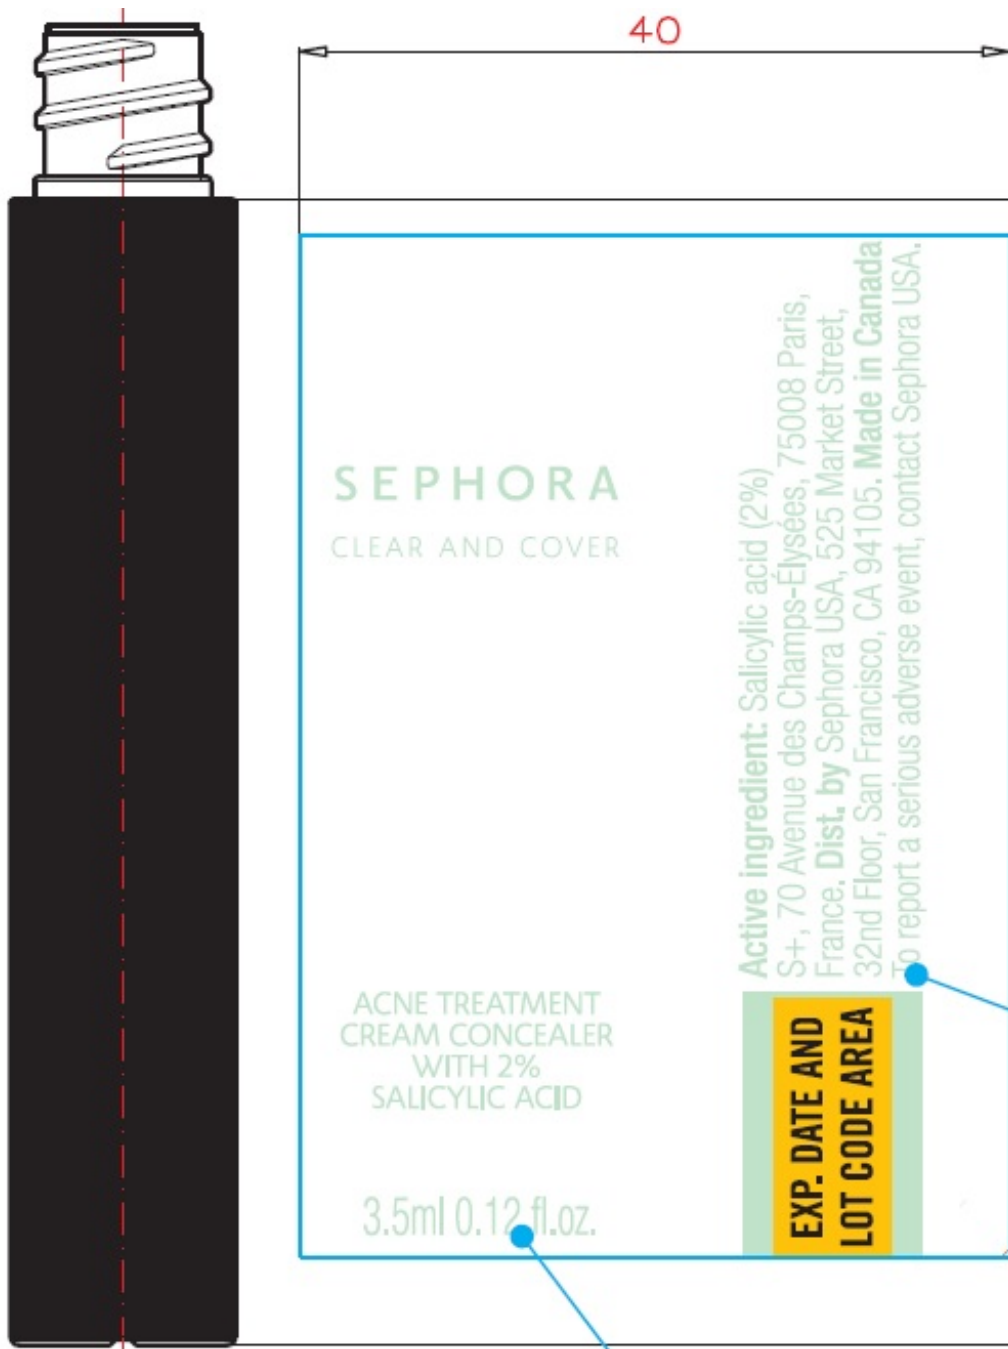 40
SEPHORA
CLEAR AND COVER
ACNE TREATMENT
CREAM CONCEALER
WITH 2%
SALICYLIC ACID
3.5ml 0.12 fl.oz.
Active ingredient: Salicylic acid (2%)
S+, 70 Avenue des Champs-Élysées, 75008 Paris,
France. Dist. by Sephora USA, 525 Market Street,
32nd Floor, San Francisco, CA 94105. Made in Canada
To report a serious adverse event, contact Sephora USA.
EXP. DATE AND
LOT CODE AREA